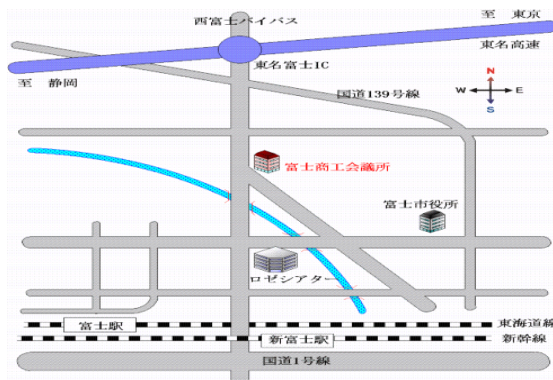 西富士バイパス
至 東京
東名高速
東名富士IC
至 静岡
国道139号線
N
W
E
S
富士商工会議所
富士市役所
ロゼシアター
富士駅
東海道線
新富士駅
新幹線
国道1号線